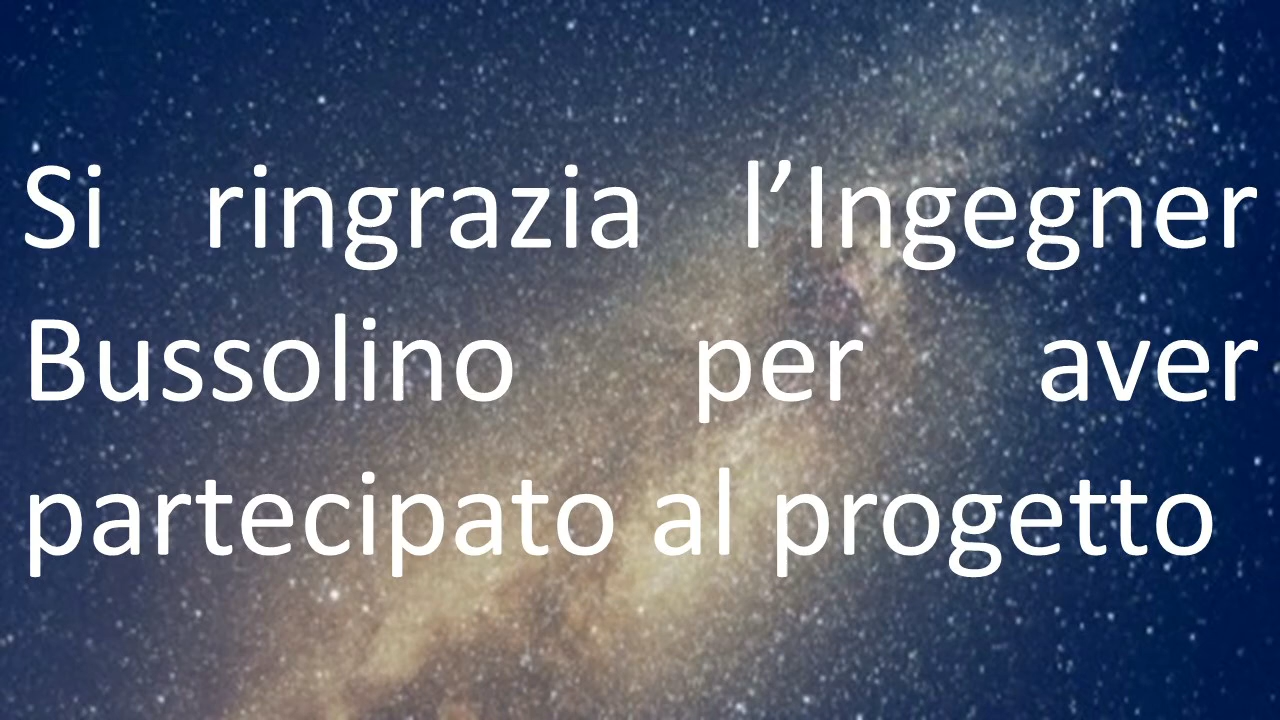 Si ringrazia l’Ingegner
Bussolino per aver
partecipato al progetto